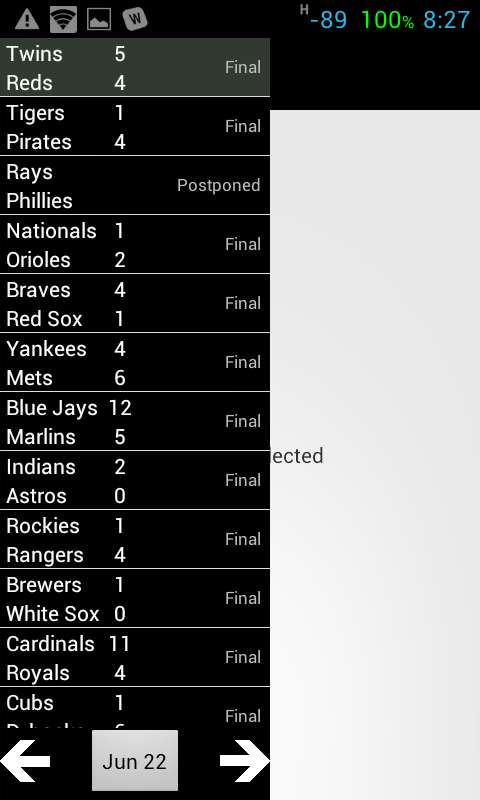 W H -89 100% 8:27
Twins 5
Final
Reds 4
Tigers 1
Final
Pirates 4
Rays
Postponed
Phillies
Nationals 1
Final
Orioles 2
Braves 4
Final
Red Sox 1
Yankees 4
Final
Mets 6
Blue Jays 12
Final
Marlins 5
lected
Indians 2
Final
Astros 0
Rockies 1
Final
Rangers 4
Brewers 1
Final
White Sox 0
Cardinals 11
Final
Royals 4
Cubs 1
Final
Jun 22